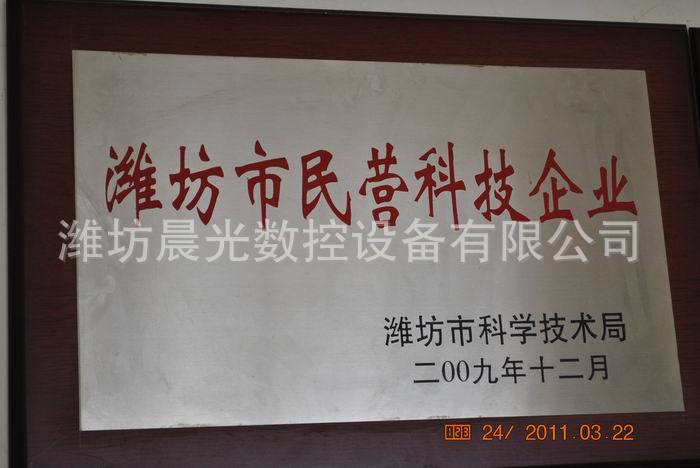 潍坊市民营科技企业
潍坊晨光数控设备有限公司
潍坊市科学技术局
二00九年十二月
123 24/ 2011.03.22